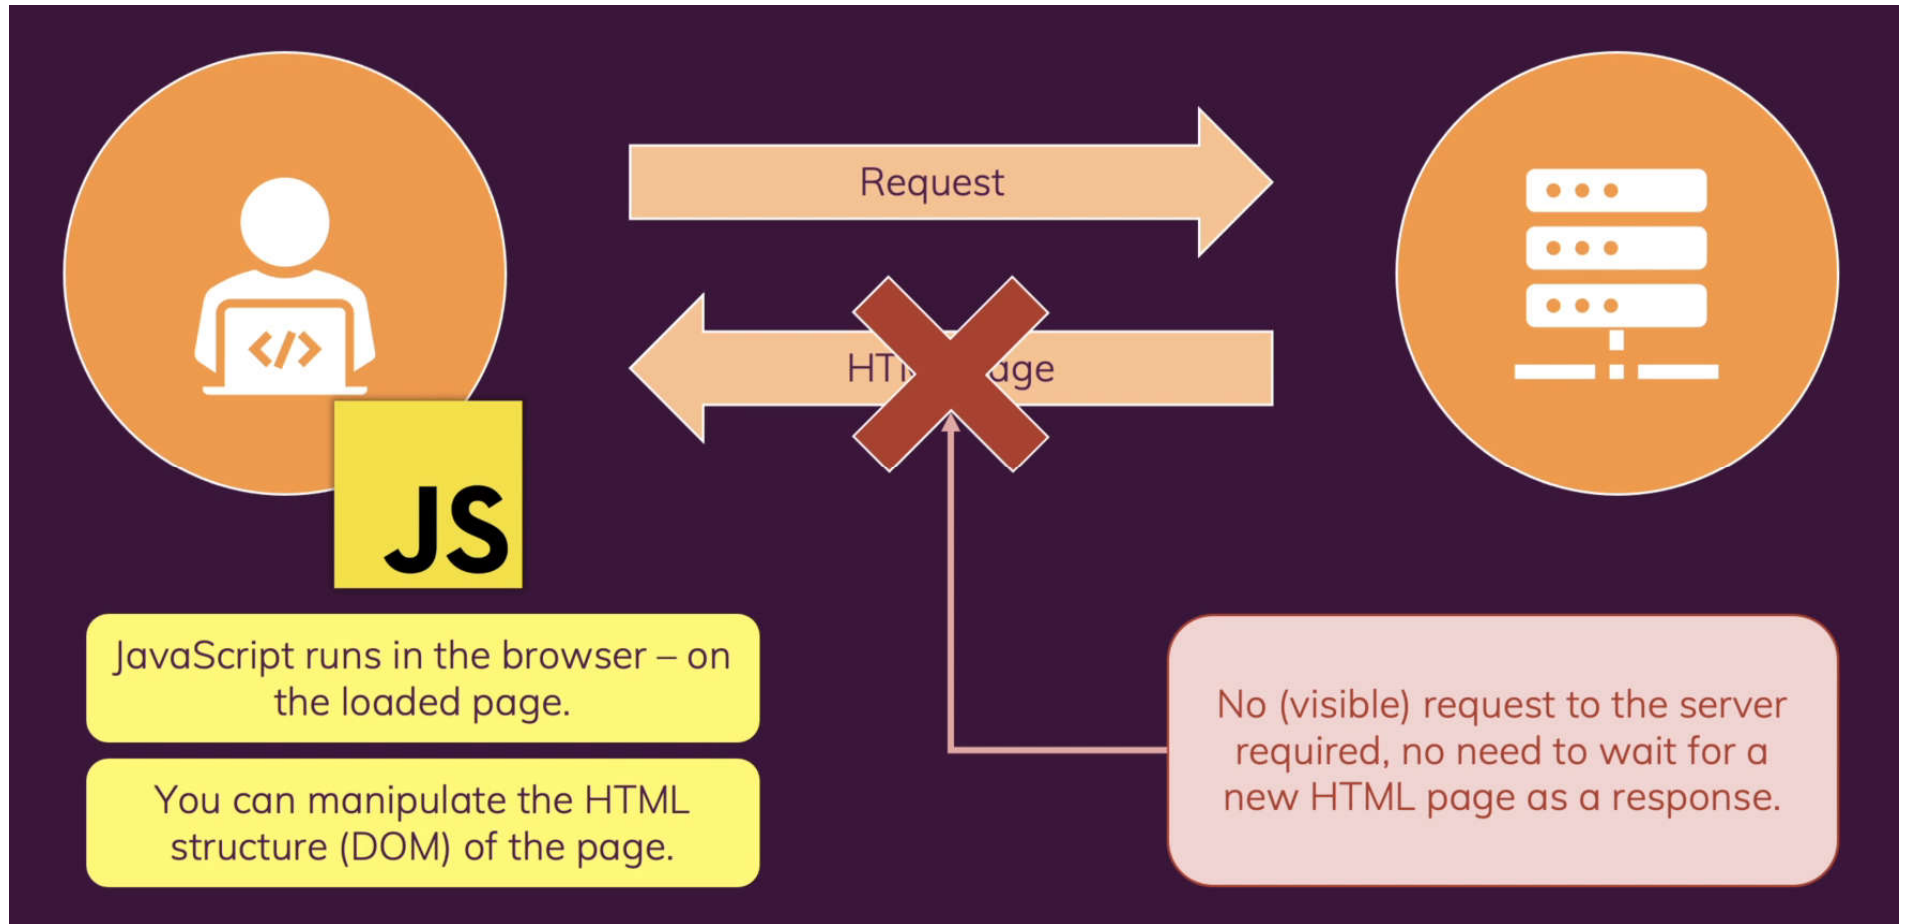 Request
HTML Page
JS
JavaScript runs in the browser – on
the loaded page.
You can manipulate the HTML
structure (DOM) of the page.
No (visible) request to the server
required, no need to wait for a
new HTML page as a response.